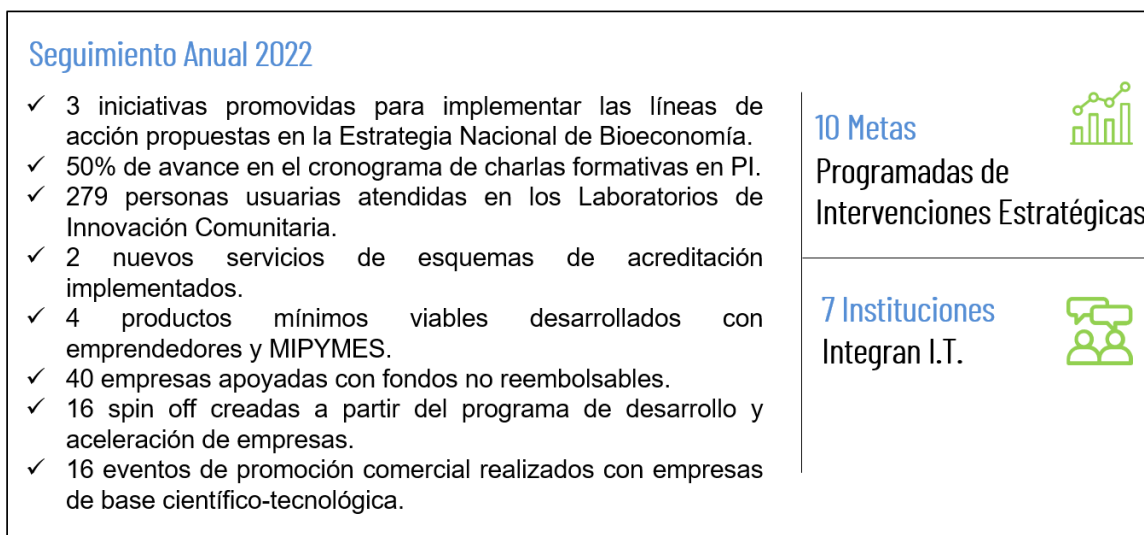 Seguimiento Anual 2022
✓ 3 iniciativas promovidas para implementar las líneas de
acción propuestas en la Estrategia Nacional de Bioeconomía.
✓ 50% de avance en el cronograma de charlas formativas en PI.
✓ 279 personas usuarias atendidas en los Laboratorios de
Innovación Comunitaria.
✓ 2 nuevos servicios de esquemas de acreditación
implementados.
✓ 4 productos mínimos viables desarrollados con
emprendedores y MIPYMES.
✓ 40 empresas apoyadas con fondos no reembolsables.
✓ 16 spin off creadas a partir del programa de desarrollo y
aceleración de empresas.
✓ 16 eventos de promoción comercial realizados con empresas
de base científico-tecnológica.
10 Metas
Programadas de
Intervenciones Estratégicas
7 Instituciones
Integran I.T.